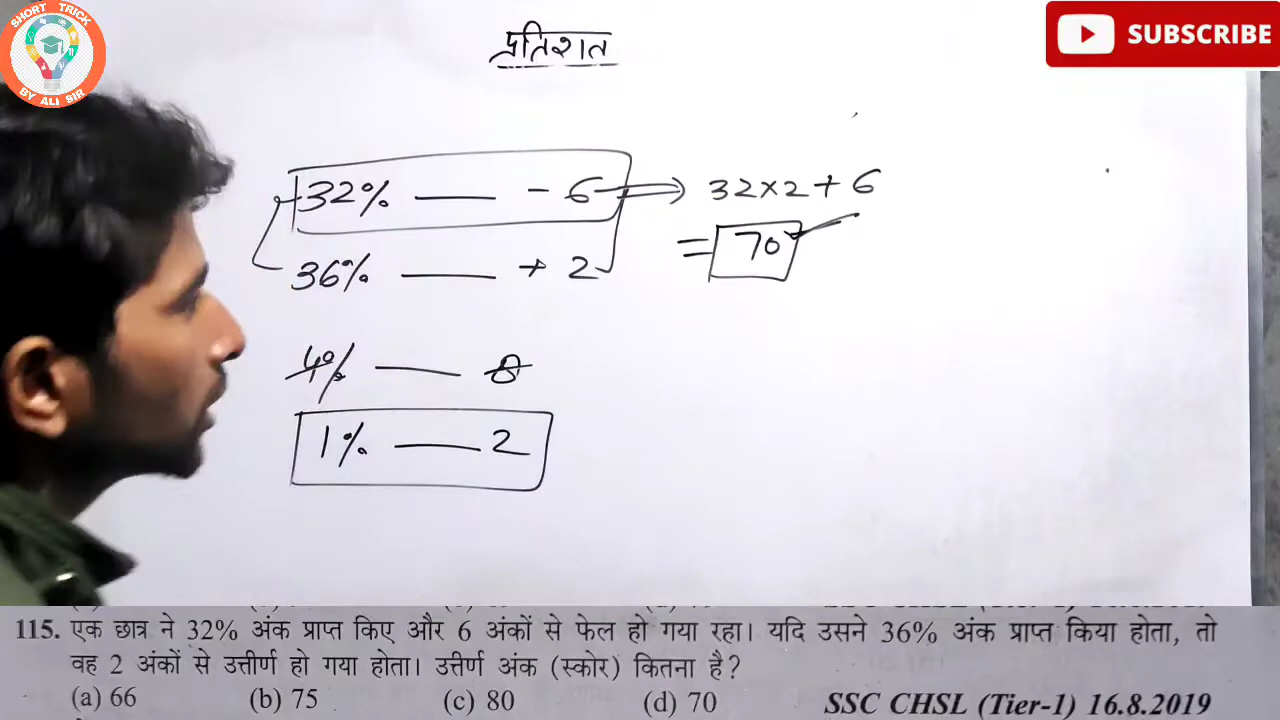 SHORT TRICK
BY ALI SIR
SUBSCRIBE
प्रतिशत
32% — - 6 ⇒ 32×2+6
= 70
36% — + 2
4% — 8
1% — 2
115. एक छात्र ने 32% अंक प्राप्त किए और 6 अंकों से फेल हो गया रहा। यदि उसने 36% अंक प्राप्त किया होता, तो
वह 2 अंकों से उत्तीर्ण हो गया होता। उत्तीर्ण अंक (स्कोर) कितना है?
(a) 66 (b) 75 (c) 80 (d) 70 SSC CHSL (Tier-1) 16.8.2019